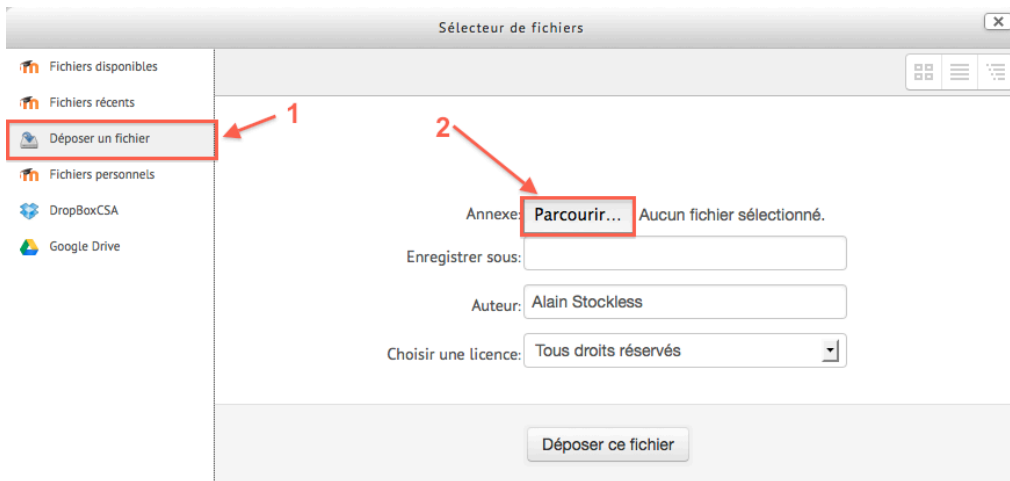 Sélecteur de fichiers
Fichiers disponibles
Fichiers récents
1
Déposer un fichier
2
Fichiers personnels
DropBoxCSA
Google Drive
Annexe: Parcourir... Aucun fichier sélectionné.
Enregistrer sous:
Auteur: Alain Stockless
Choisir une licence: Tous droits réservés
Déposer ce fichier